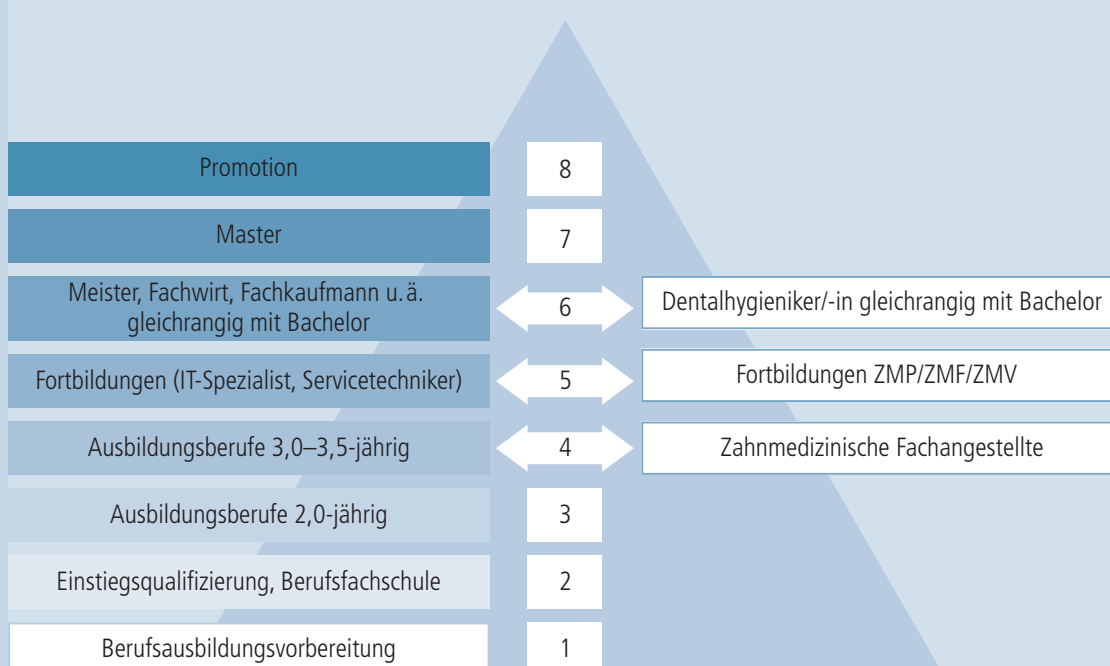 Promotion
8
Master
7
Meister, Fachwirt, Fachkaufmann u. ä.
gleichrangig mit Bachelor
6
Dentalhygieniker/-in gleichrangig mit Bachelor
Fortbildungen (IT-Spezialist, Servicetechniker)
5
Fortbildungen ZMP/ZMF/ZMV
Ausbildungsberufe 3,0–3,5-jährig
4
Zahnmedizinische Fachangestellte
Ausbildungsberufe 2,0-jährig
3
Einstiegsqualifizierung, Berufsfachschule
2
Berufsausbildungsvorbereitung
1